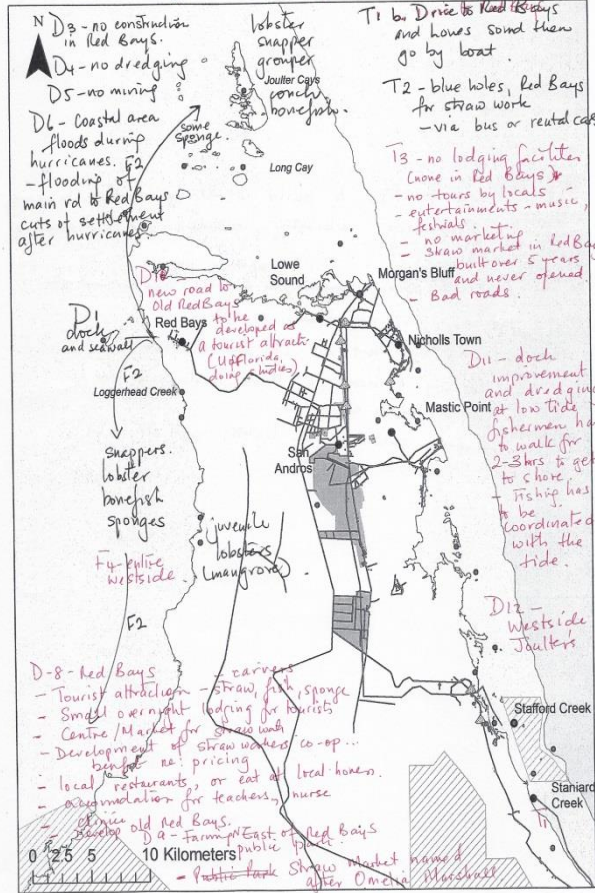 N
D3 - no construction
in Red Bays.
D4 - no dredging
D5 - no mining
D6 - Coastal area
floods during
hurricanes. F2
- flooding of
main rd to Red Bays
cuts of settlement
after hurricanes
lobster
snapper
grouper
conch
bonefish.
Joulter Cays
some
sponge.
Long Cay
T1 b. Drive to Red Bays
and hones sound then
go by boat.
T2 - blue holes, Red Bays
for straw work
- via bus or rental cars
T3 - no lodging facilities
(none in Red Bays)
- no tours by locals
- entertainments - music,
festivals.
- no marketing
- straw market in Red Bay
built over 5 years
and never opened
- Bad roads.
Lowe
Sound
Morgan's Bluff
new road to
Old Red Bays
to be
developed as
a tourist attracti
(U of Florida,
doing studies)
D1
dock
and seawall
Red Bays
Nicholls Town
F2
Loggerhead Creek
Mastic Point
D11 - dock
improvement
and dredging
at low tide
fishermen ha
to walk for
2-3hrs to get
to shore.
- Fishing has
to be
coordinated
with the
tide.
San
Andros
snappers.
lobster
bonefish
sponges
juvenile
lobsters
(mangrove)
F4 - entire
westside.
F2
D12 -
Westside
Joulters
D-8 - Red Bays
- carvers
- Tourist attraction - straw, fish, sponge
- Small overnight lodging for tourists
- Centre/Market for straw work
- Development of straw workers co-op...
benefit no: pricing
- local restaurants, or eat at local homes.
- accomodation for teachers, nurse
- clinic
- Develop old Red Bays.
D9 - Farming East of Red Bays
public park.
- Public Park Straw Market named
after Omelia Marshall
Stafford Creek
Staniard
Creek
T1
0 2.5 5 10 Kilometers